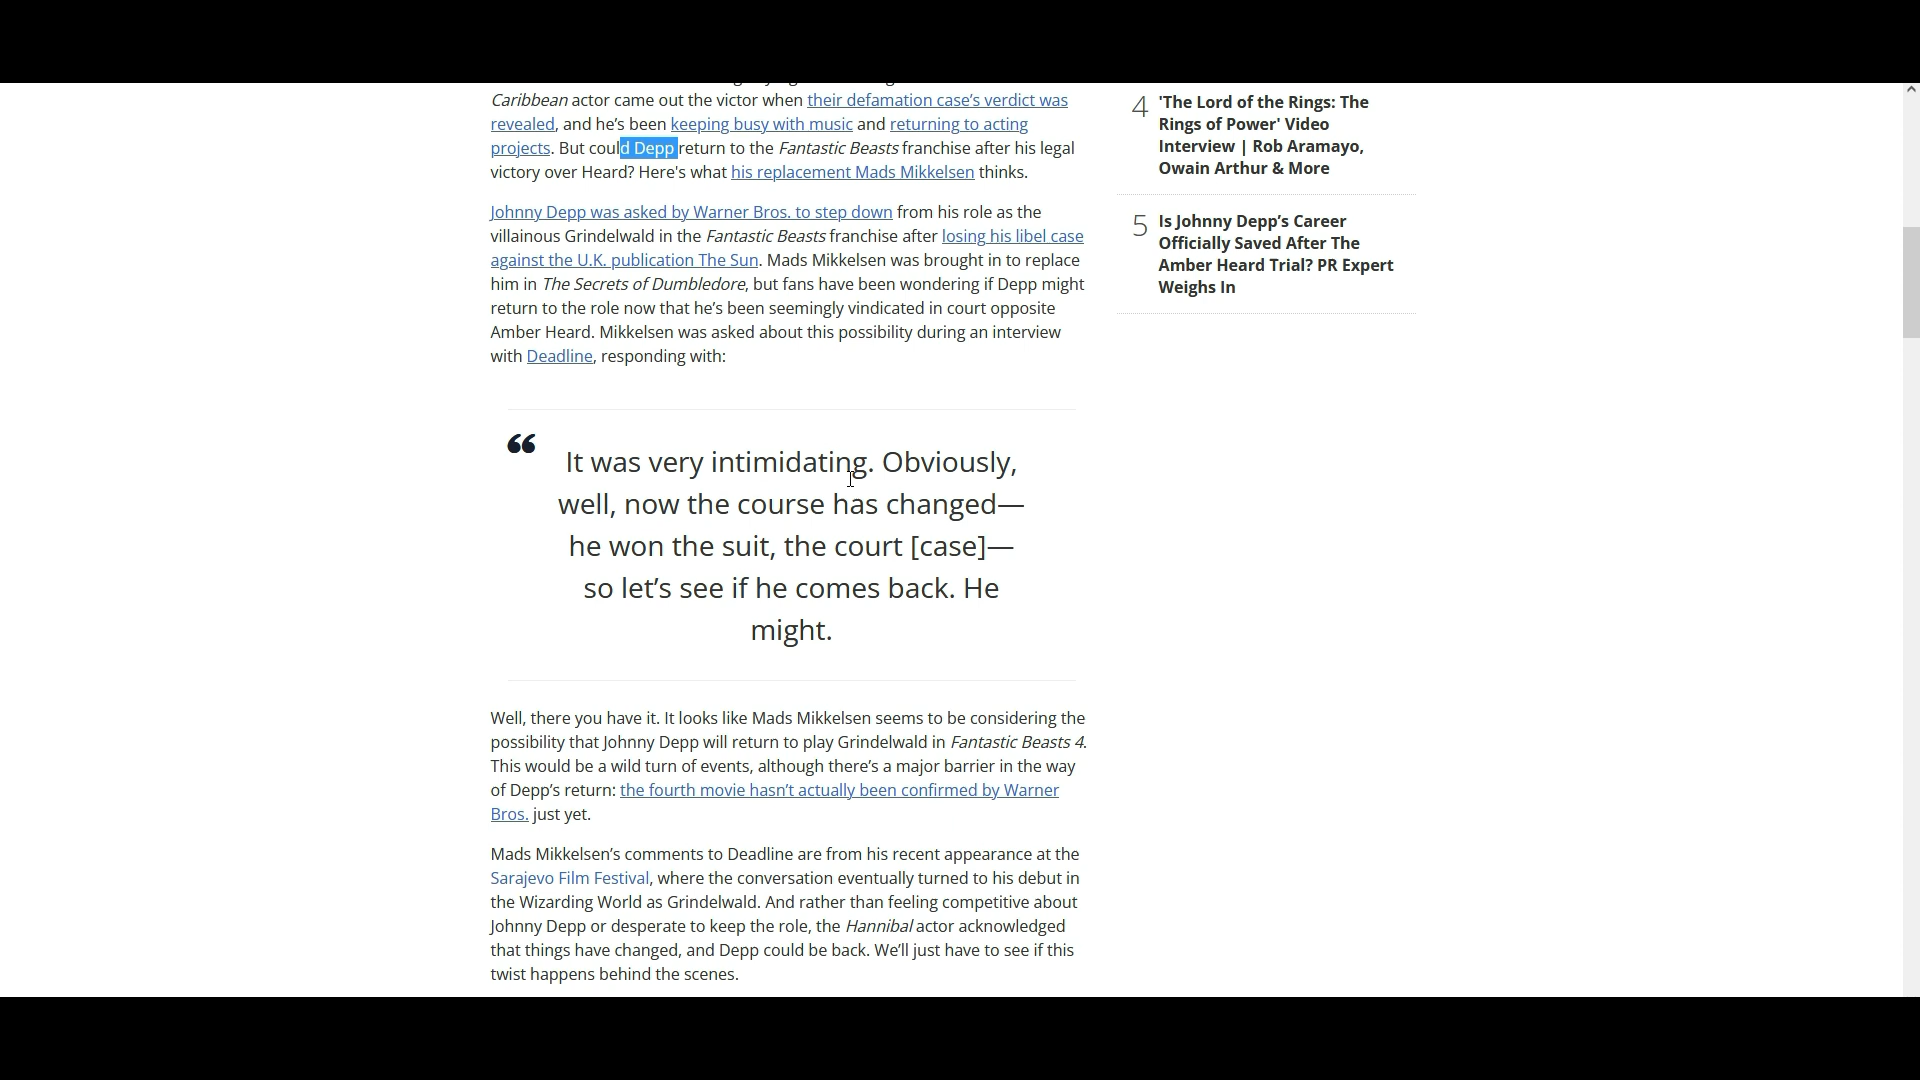 Caribbean actor came out the victor when their defamation case’s verdict was
revealed, and he’s been keeping busy with music and returning to acting
projects. But could Depp return to the Fantastic Beasts franchise after his legal
victory over Heard? Here's what his replacement Mads Mikkelsen thinks.
Johnny Depp was asked by Warner Bros. to step down from his role as the
villainous Grindelwald in the Fantastic Beasts franchise after losing his libel case
against the U.K. publication The Sun. Mads Mikkelsen was brought in to replace
him in The Secrets of Dumbledore, but fans have been wondering if Depp might
return to the role now that he’s been seemingly vindicated in court opposite
Amber Heard. Mikkelsen was asked about this possibility during an interview
with Deadline, responding with:
“
It was very intimidating. Obviously,
well, now the course has changed—
he won the suit, the court [case]—
so let’s see if he comes back. He
might.
Well, there you have it. It looks like Mads Mikkelsen seems to be considering the
possibility that Johnny Depp will return to play Grindelwald in Fantastic Beasts 4.
This would be a wild turn of events, although there’s a major barrier in the way
of Depp’s return: the fourth movie hasn’t actually been confirmed by Warner
Bros. just yet.
Mads Mikkelsen’s comments to Deadline are from his recent appearance at the
Sarajevo Film Festival, where the conversation eventually turned to his debut in
the Wizarding World as Grindelwald. And rather than feeling competitive about
Johnny Depp or desperate to keep the role, the Hannibal actor acknowledged
that things have changed, and Depp could be back. We’ll just have to see if this
twist happens behind the scenes.
4 'The Lord of the Rings: The
Rings of Power' Video
Interview | Rob Aramayo,
Owain Arthur & More
5 Is Johnny Depp’s Career
Officially Saved After The
Amber Heard Trial? PR Expert
Weighs In